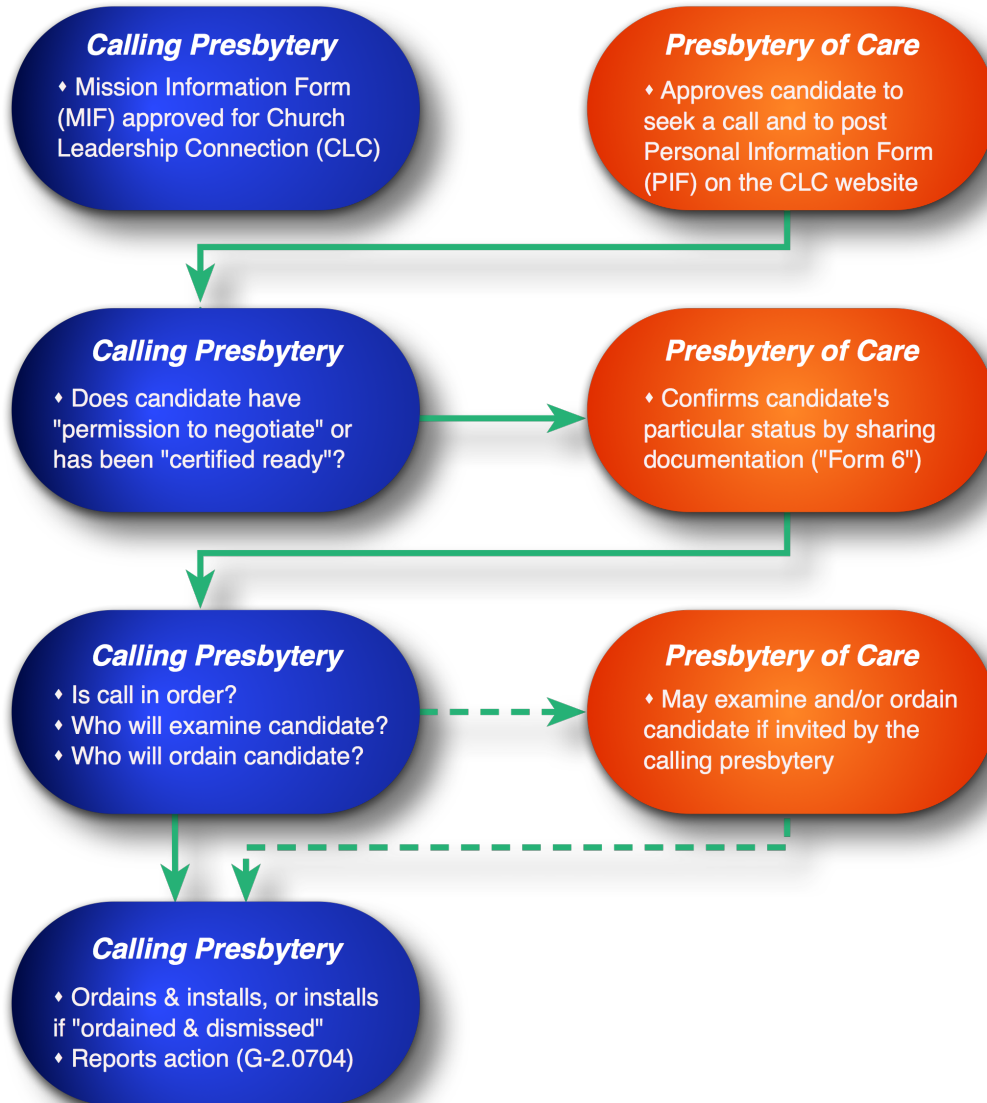 Calling Presbytery
⬧ Mission Information Form
(MIF) approved for Church
Leadership Connection (CLC)
Presbytery of Care
⬧ Approves candidate to
seek a call and to post
Personal Information Form
(PIF) on the CLC website
Calling Presbytery
⬧ Does candidate have
"permission to negotiate" or
has been "certified ready"?
Presbytery of Care
⬧ Confirms candidate's
particular status by sharing
documentation ("Form 6")
Calling Presbytery
⬧ Is call in order?
⬧ Who will examine candidate?
⬧ Who will ordain candidate?
Presbytery of Care
⬧ May examine and/or ordain
candidate if invited by the
calling presbytery
Calling Presbytery
⬧ Ordains & installs, or installs
if "ordained & dismissed"
⬧ Reports action (G-2.0704)